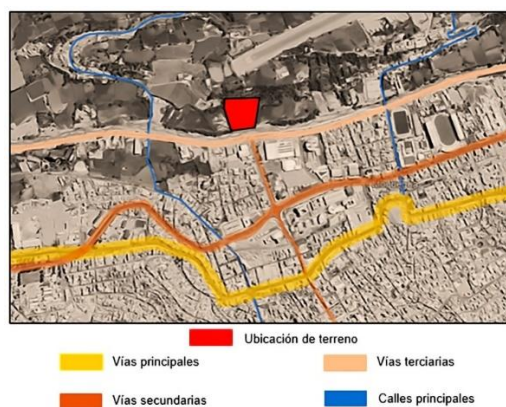 Ubicación de terreno
Vías principales
Vías terciarias
Vías secundarias
Calles principales